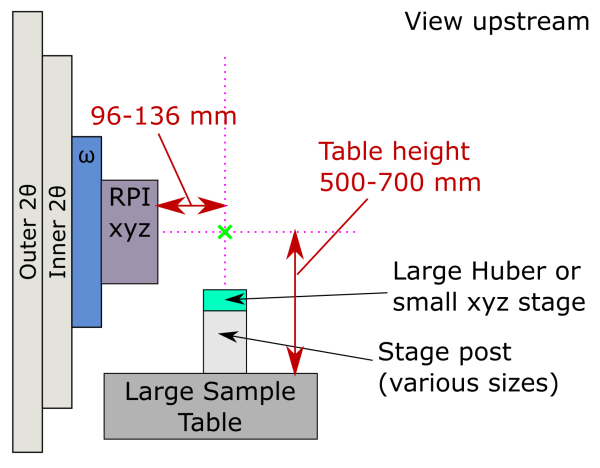 View upstream
96-136 mm
ω
Table height
500-700 mm
RPI
xyz
Outer 2θ
Inner 2θ
Large Huber or
small xyz stage
Stage post
(various sizes)
Large Sample
Table